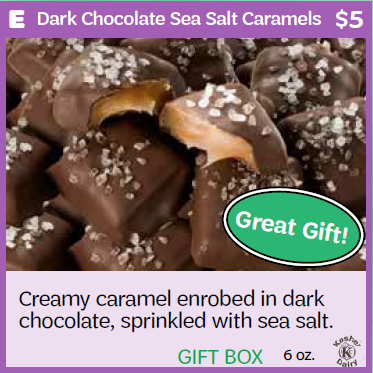 E Dark Chocolate Sea Salt Caramels $5
Great Gift!
Creamy caramel enrobed in dark
chocolate, sprinkled with sea salt.
GIFT BOX 6 oz.
Kosher
K
Dairy